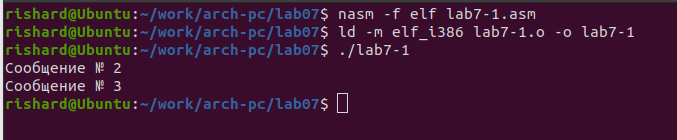 rishard@Ubuntu:~/work/arch-pc/lab07$ nasm -f elf lab7-1.asm
rishard@Ubuntu:~/work/arch-pc/lab07$ ld -m elf_i386 lab7-1.o -o lab7-1
rishard@Ubuntu:~/work/arch-pc/lab07$ ./lab7-1
Сообщение № 2
Сообщение № 3
rishard@Ubuntu:~/work/arch-pc/lab07$